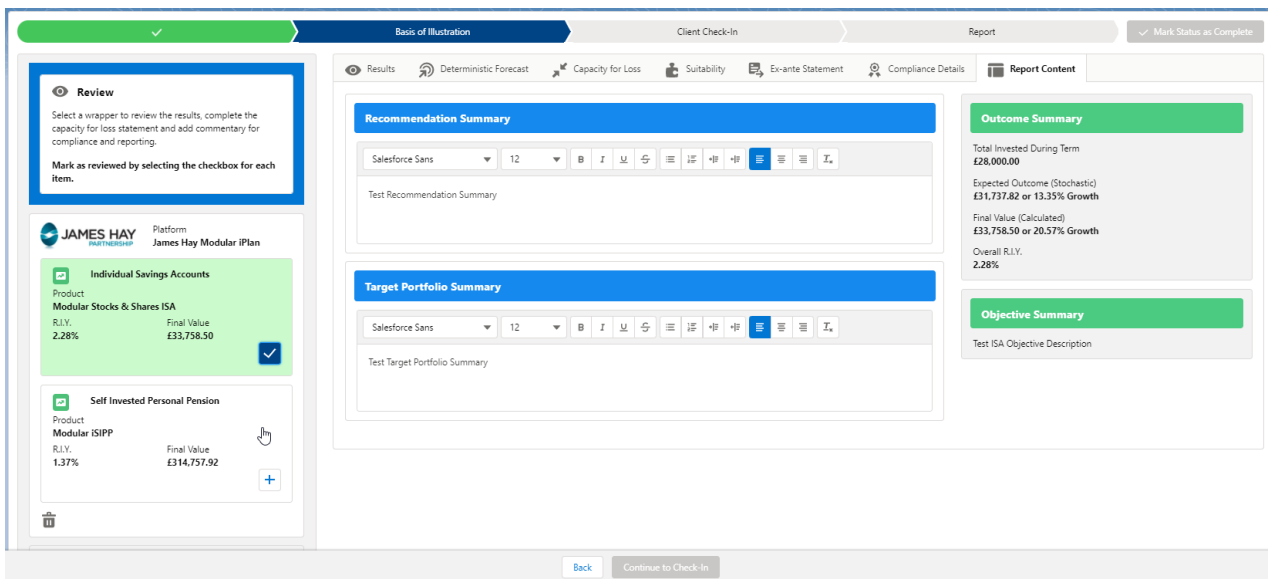 Basis of Illustration
Client Check-In
Report
Mark Status as Complete
Review
Select a wrapper to review the results, complete the
capacity for loss statement and add commentary for
compliance and reporting.
Mark as reviewed by selecting the checkbox for each
item.
JAMES HAY
PARTNERSHIP
Platform
James Hay Modular iPlan
Individual Savings Accounts
Product
Modular Stocks & Shares ISA
R.I.Y.
Final Value
2.28%
£33,758.50
Self Invested Personal Pension
Product
Modular iSIPP
R.I.Y.
Final Value
1.37%
£314,757.92
Results
Deterministic Forecast
Capacity for Loss
Suitability
Ex-ante Statement
Compliance Details
Report Content
Recommendation Summary
Salesforce Sans
12
B I U S
Test Recommendation Summary
Target Portfolio Summary
Salesforce Sans
12
B I U S
Test Target Portfolio Summary
Outcome Summary
Total Invested During Term
£28,000.00
Expected Outcome (Stochastic)
£31,737.82 or 13.35% Growth
Final Value (Calculated)
£33,758.50 or 20.57% Growth
Overall R.I.Y.
2.28%
Objective Summary
Test ISA Objective Description
Back
Continue to Check-In